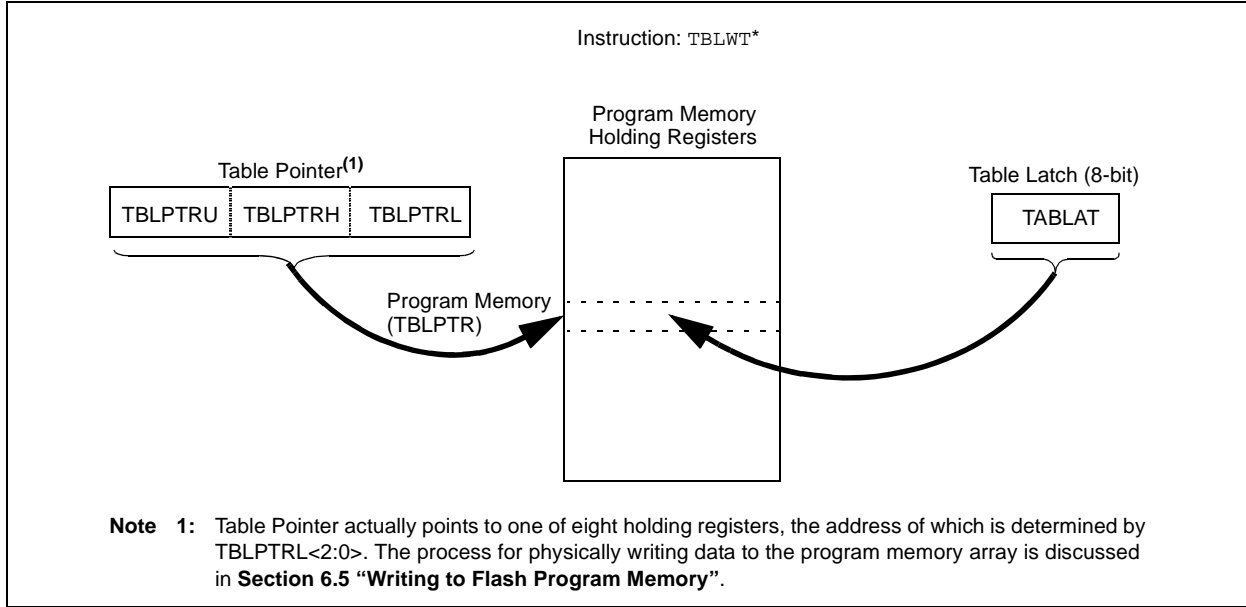 Instruction: TBLWT*
Program Memory
Holding Registers
Table Pointer(1)
Table Latch (8-bit)
TBLPTRU TBLPTRH TBLPTRL
TABLAT
Program Memory
(TBLPTR)
Note 1: Table Pointer actually points to one of eight holding registers, the address of which is determined by
TBLPTRL<2:0>. The process for physically writing data to the program memory array is discussed
in Section 6.5 “Writing to Flash Program Memory”.